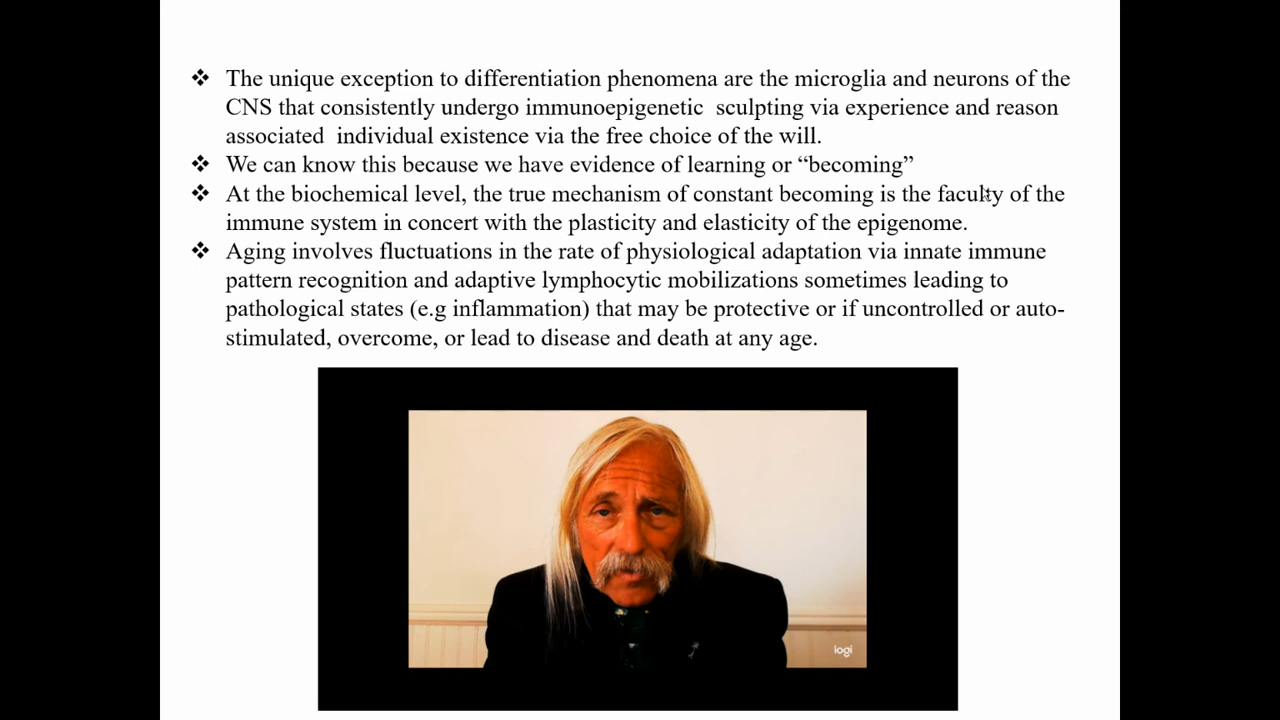 ❖ The unique exception to differentiation phenomena are the microglia and neurons of the
CNS that consistently undergo immunoepigenetic  sculpting via experience and reason
associated  individual existence via the free choice of the will.
❖ We can know this because we have evidence of learning or “becoming”
❖ At the biochemical level, the true mechanism of constant becoming is the faculty of the
immune system in concert with the plasticity and elasticity of the epigenome.
❖ Aging involves fluctuations in the rate of physiological adaptation via innate immune
pattern recognition and adaptive lymphocytic mobilizations sometimes leading to
pathological states (e.g inflammation) that may be protective or if uncontrolled or auto-
stimulated, overcome, or lead to disease and death at any age.
logi